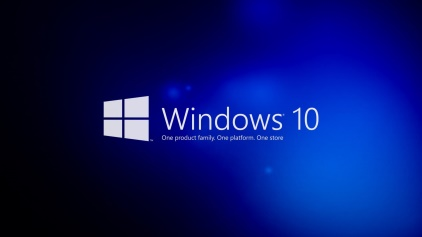 Windows 10
One product family. One platform. One store